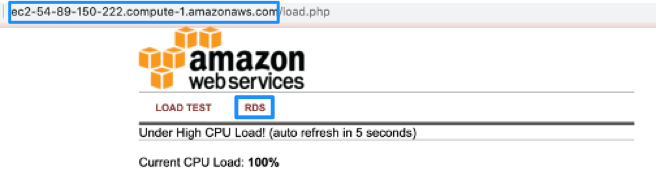 ec2-54-89-150-222.compute-1.amazonaws.com/load.php
amazon
webservices
LOAD TEST RDS
Under High CPU Load! (auto refresh in 5 seconds)
Current CPU Load: 100%